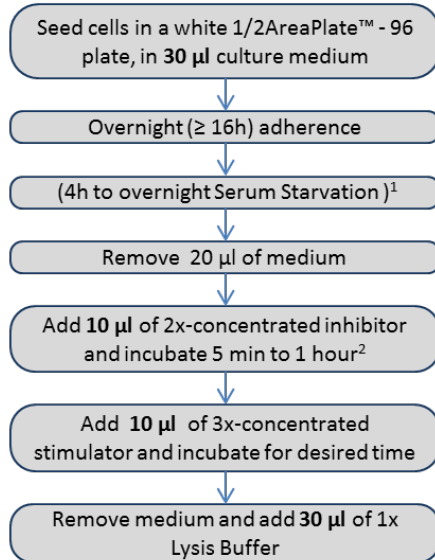 Seed cells in a white 1/2AreaPlate™ - 96
plate, in 30 µl culture medium
Overnight (≥ 16h) adherence
(4h to overnight Serum Starvation )¹
Remove 20 µl of medium
Add 10 µl of 2x-concentrated inhibitor
and incubate 5 min to 1 hour²
Add 10 µl of 3x-concentrated
stimulator and incubate for desired time
Remove medium and add 30 µl of 1x
Lysis Buffer